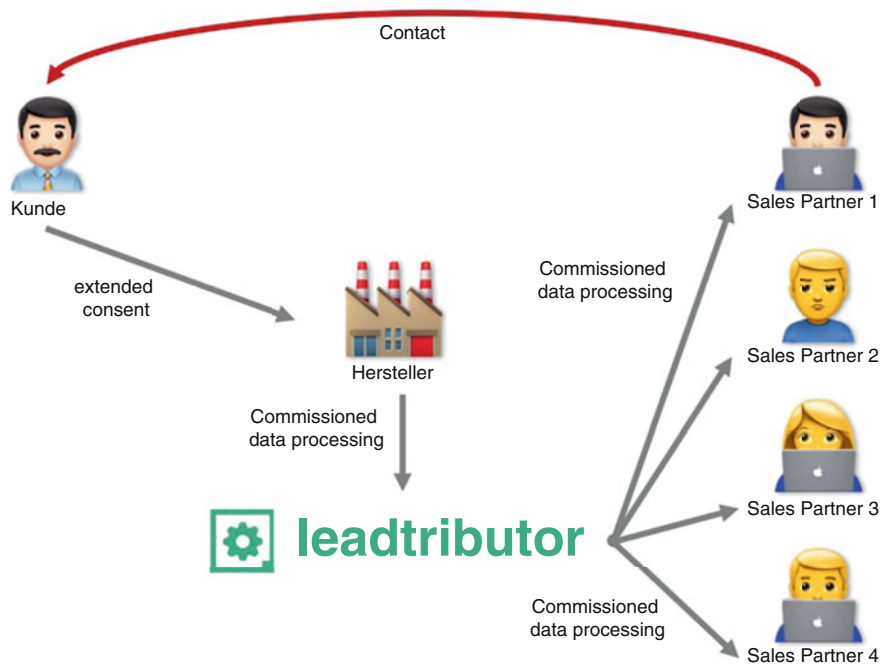 Contact
Kunde
Sales Partner 1
extended
consent
Commissioned
data processing
Hersteller
Sales Partner 2
Commissioned
data processing
Sales Partner 3
leadtributor
Commissioned
data processing
Sales Partner 4